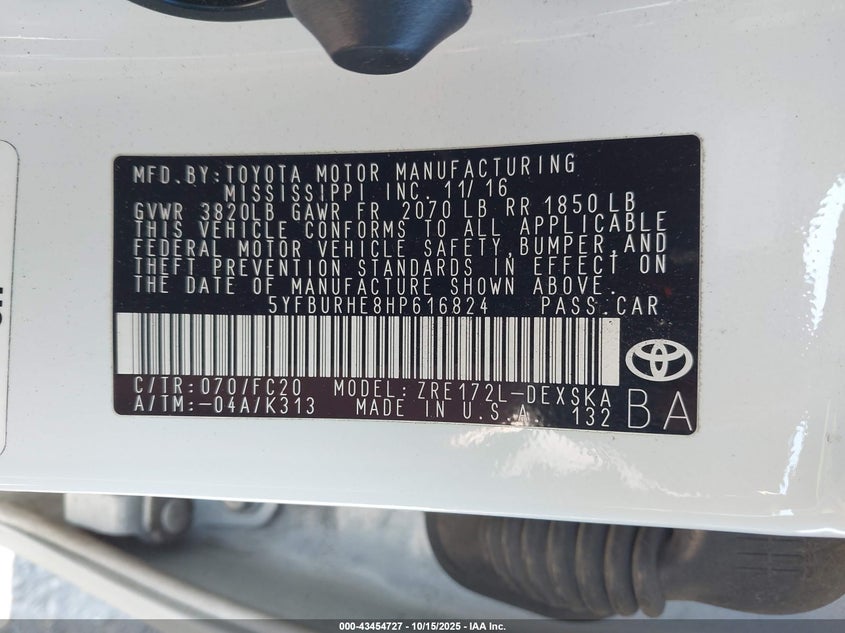 MFD.BY:TOYOTA MOTOR MANUFACTURING
MISSISSIPPI INC. 11/16
GVWR 3820LB GAWR FR 2070 LB RR 1850 LB
THIS VEHICLE CONFORMS TO ALL APPLICABLE
FEDERAL MOTOR VEHICLE SAFETY,BUMPER,AND
THEFT PREVENTION STANDARDS IN EFFECT ON
THE DATE OF MANUFACTURE SHOWN ABOVE.
5YFBURHE8HP616824 PASS.CAR
C/TR:070/FC20 MODEL:ZRE172L-DEXSKA
A/TM:-04A/K313 MADE IN U.S.A 132 BA
000-43454727 - 10/15/2025 - IAA Inc.